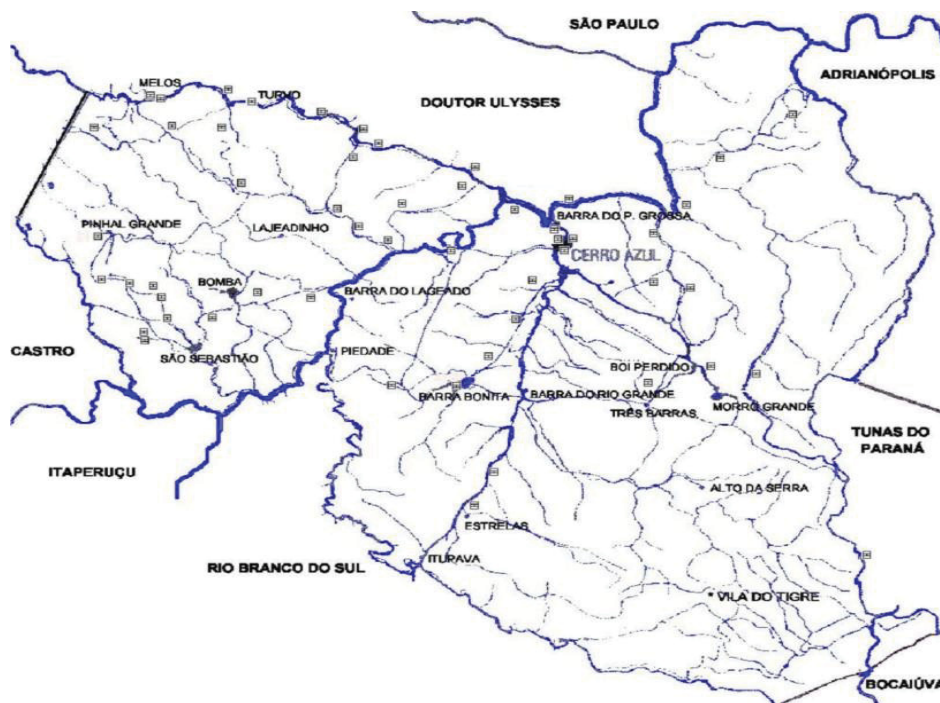 SÃO PAULO
ADRIANÓPOLIS
MELOS
TURVO
DOUTOR ULYSSES
BARRA DO P. GROSSA
PINHAL GRANDE
LAJEADINHO
CERRO AZUL
BOMBA
BARRA DO LAGEADO
CASTRO
SÃO SEBASTIÃO
PIEDADE
BOI PERDIDO
BARRA BONITA
BARRA DO RIO GRANDE
MORRO GRANDE
TRÊS BARRAS
TUNAS DO
PARANÁ
ITAPERUÇU
ALTO DA SERRA
ESTRELAS
RIO BRANCO DO SUL
ITUPAVA
VILA DO TIGRE
BOCAIÚVA